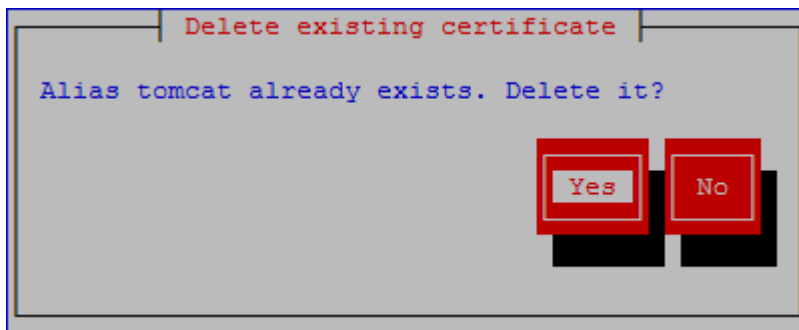 Delete existing certificate
Alias tomcat already exists. Delete it?
Yes No